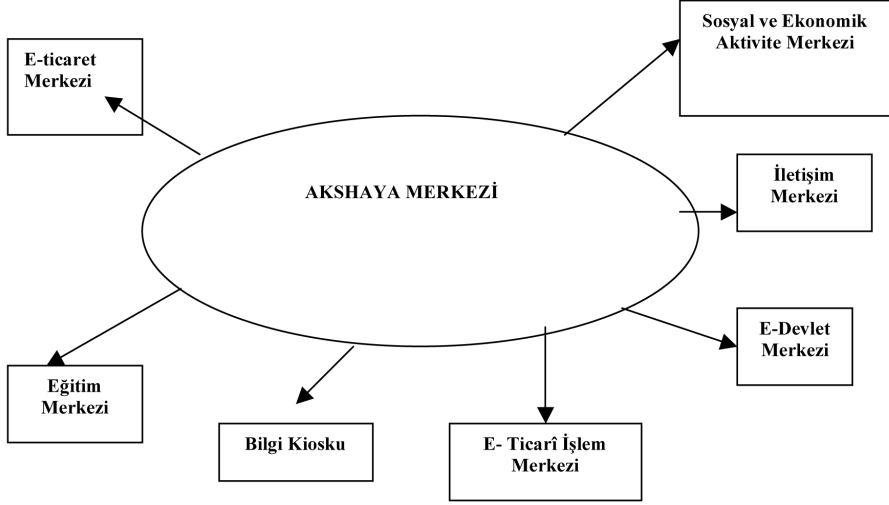 Sosyal ve Ekonomik
Aktivite Merkezi
E-ticaret
Merkezi
AKSHAYA MERKEZİ
İletişim
Merkezi
E-Devlet
Merkezi
Eğitim
Merkezi
Bilgi Kiosku
E- Ticarî İşlem
Merkezi